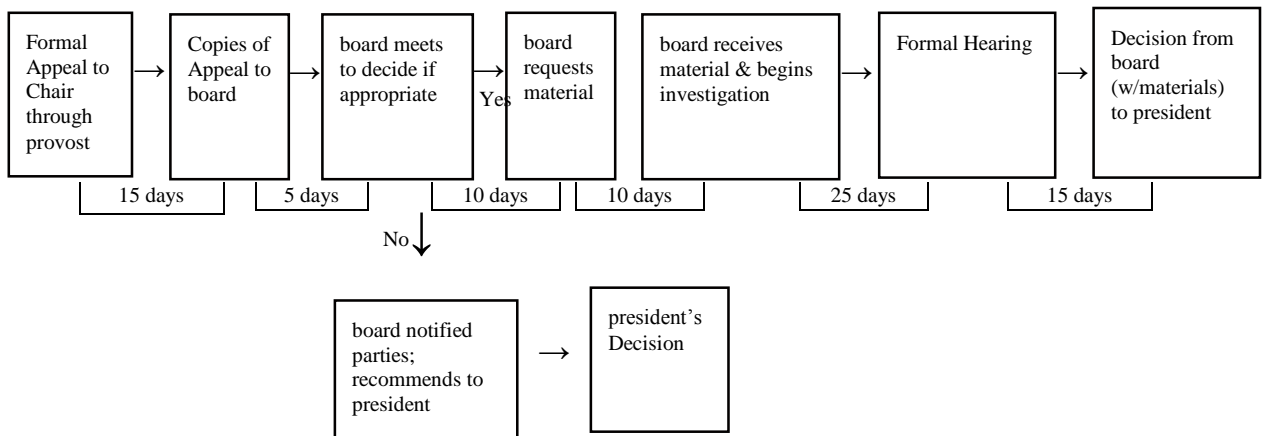 Formal
Appeal to
Chair
through
provost
Copies of
Appeal to
board
board meets
to decide if
appropriate
Yes
board
requests
material
board receives
material & begins
investigation
Formal Hearing
Decision from
board
(w/materials)
to president
15 days
5 days
10 days
10 days
25 days
15 days
No
board notified
parties;
recommends to
president
president’s
Decision